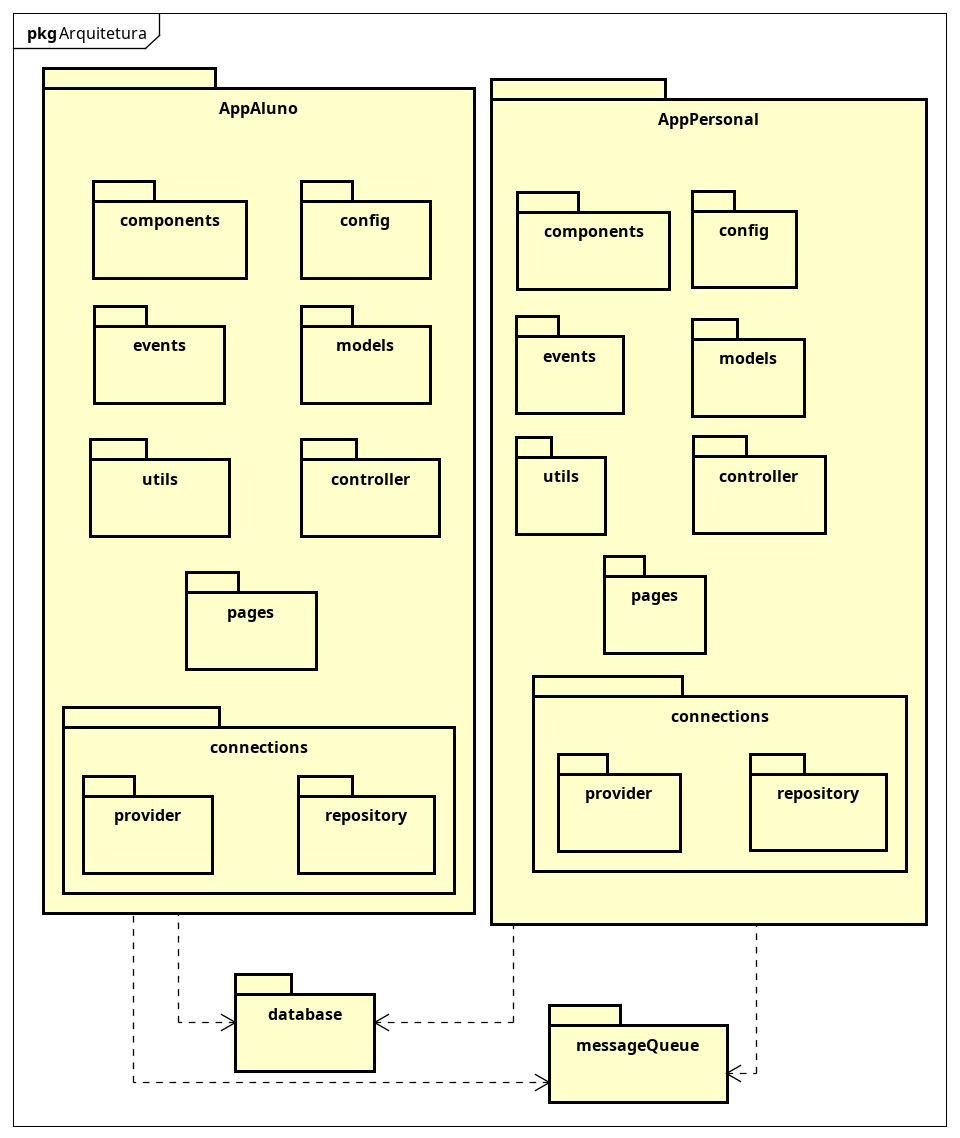 pkg Arquitetura
AppAluno
components
config
events
models
utils
controller
pages
connections
provider
repository
AppPersonal
components
config
events
models
utils
controller
pages
connections
provider
repository
database
messageQueue